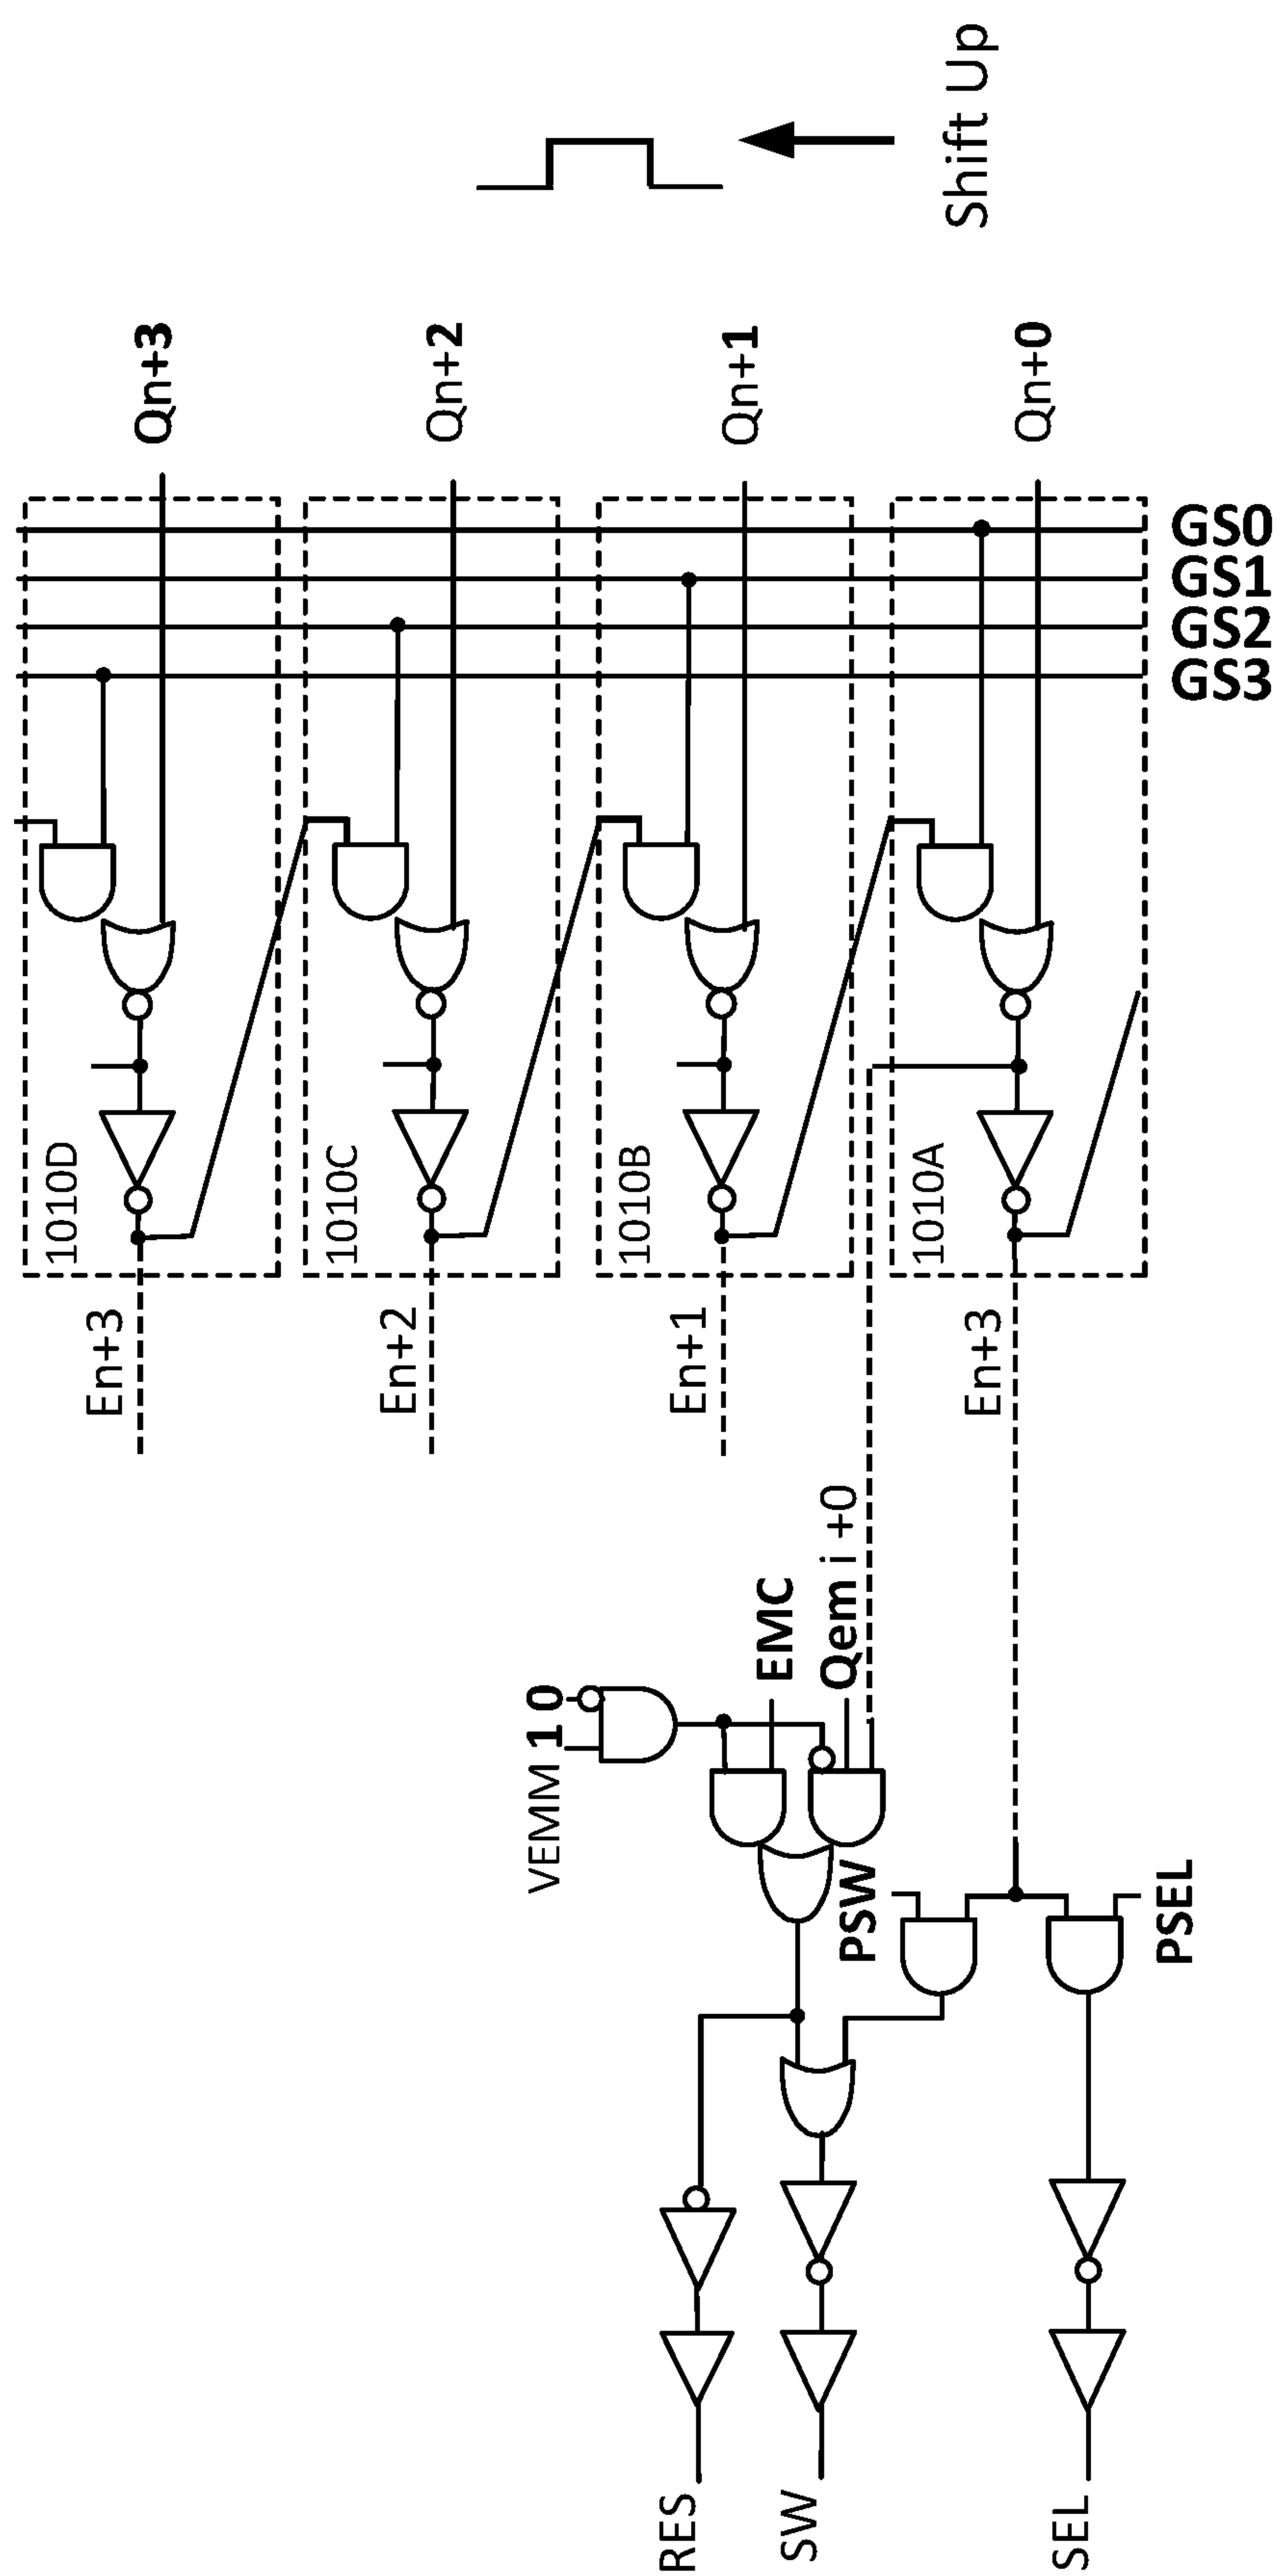 Shift Up
Qn+3
Qn+2
Qn+1
Qn+0
GS0
GS1
GS2
GS3
1010D
1010C
1010B
1010A
En+3
En+2
En+1
En+3
VEMM 1 0
EMC
Qem i +0
PSW
PSEL
RES
SW
SEL